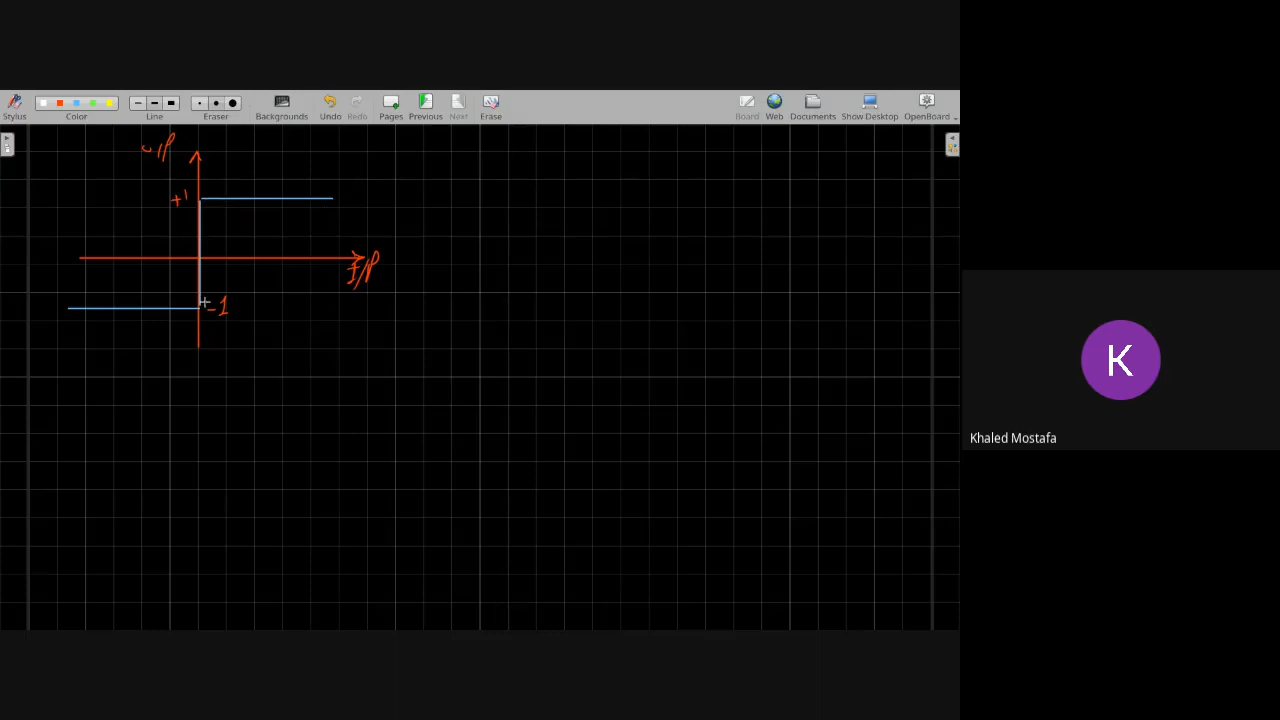 Stylus Color Line Eraser Backgrounds Undo Redo Pages Previous Next Erase Board Web Documents Show Desktop OpenBoard
o/P
+1
I/P
-1
K
Khaled Mostafa